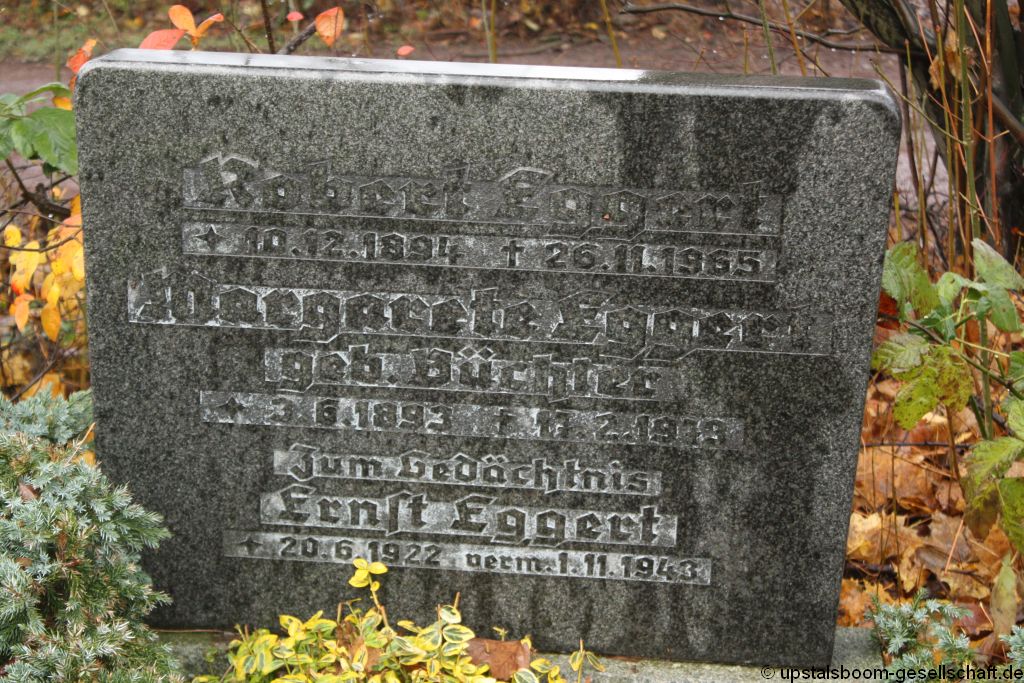 Robert Eggert
* 10.12.1894 † 26.11.1965
Margarete Eggert
geb. Büchler
* 3.6.1893 † 17.2.1978
Zum Gedächtnis
Ernst Eggert
* 20.6.1922 verm. 1.11.1943
© upstalsboom-gesellschaft.de